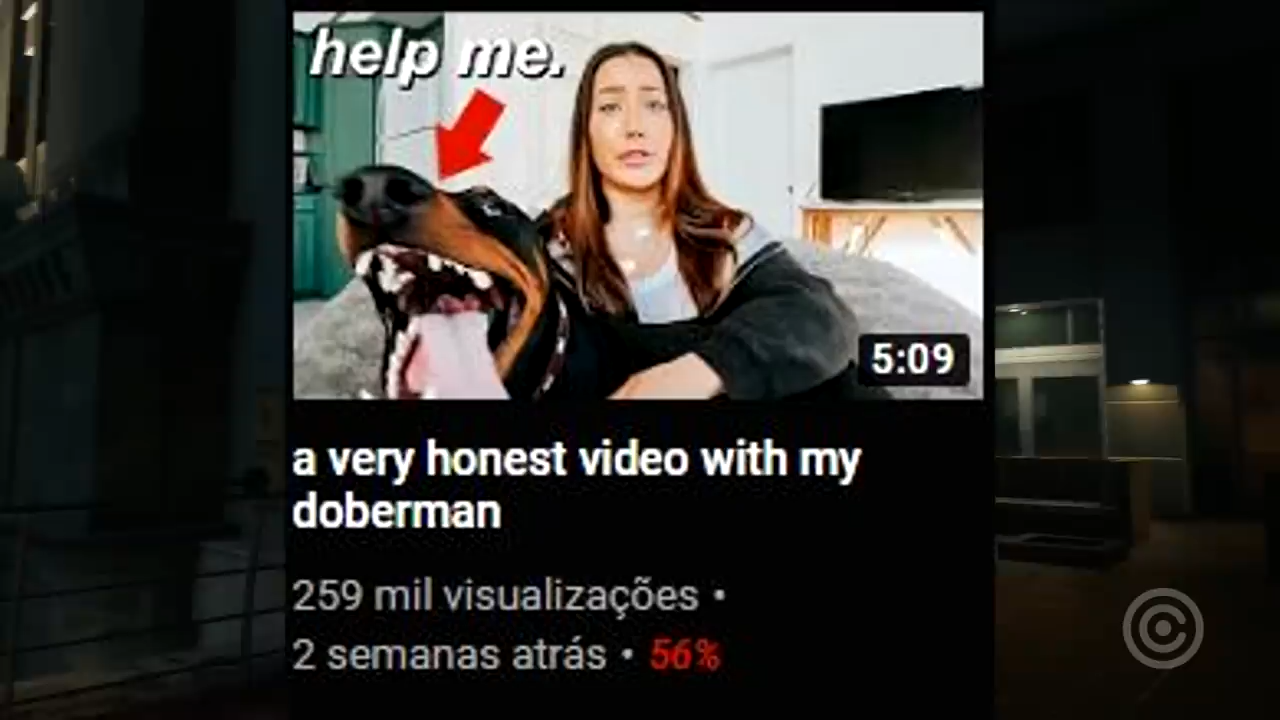 help me.
5:09
a very honest video with my
doberman
259 mil visualizações •
2 semanas atrás • 56%